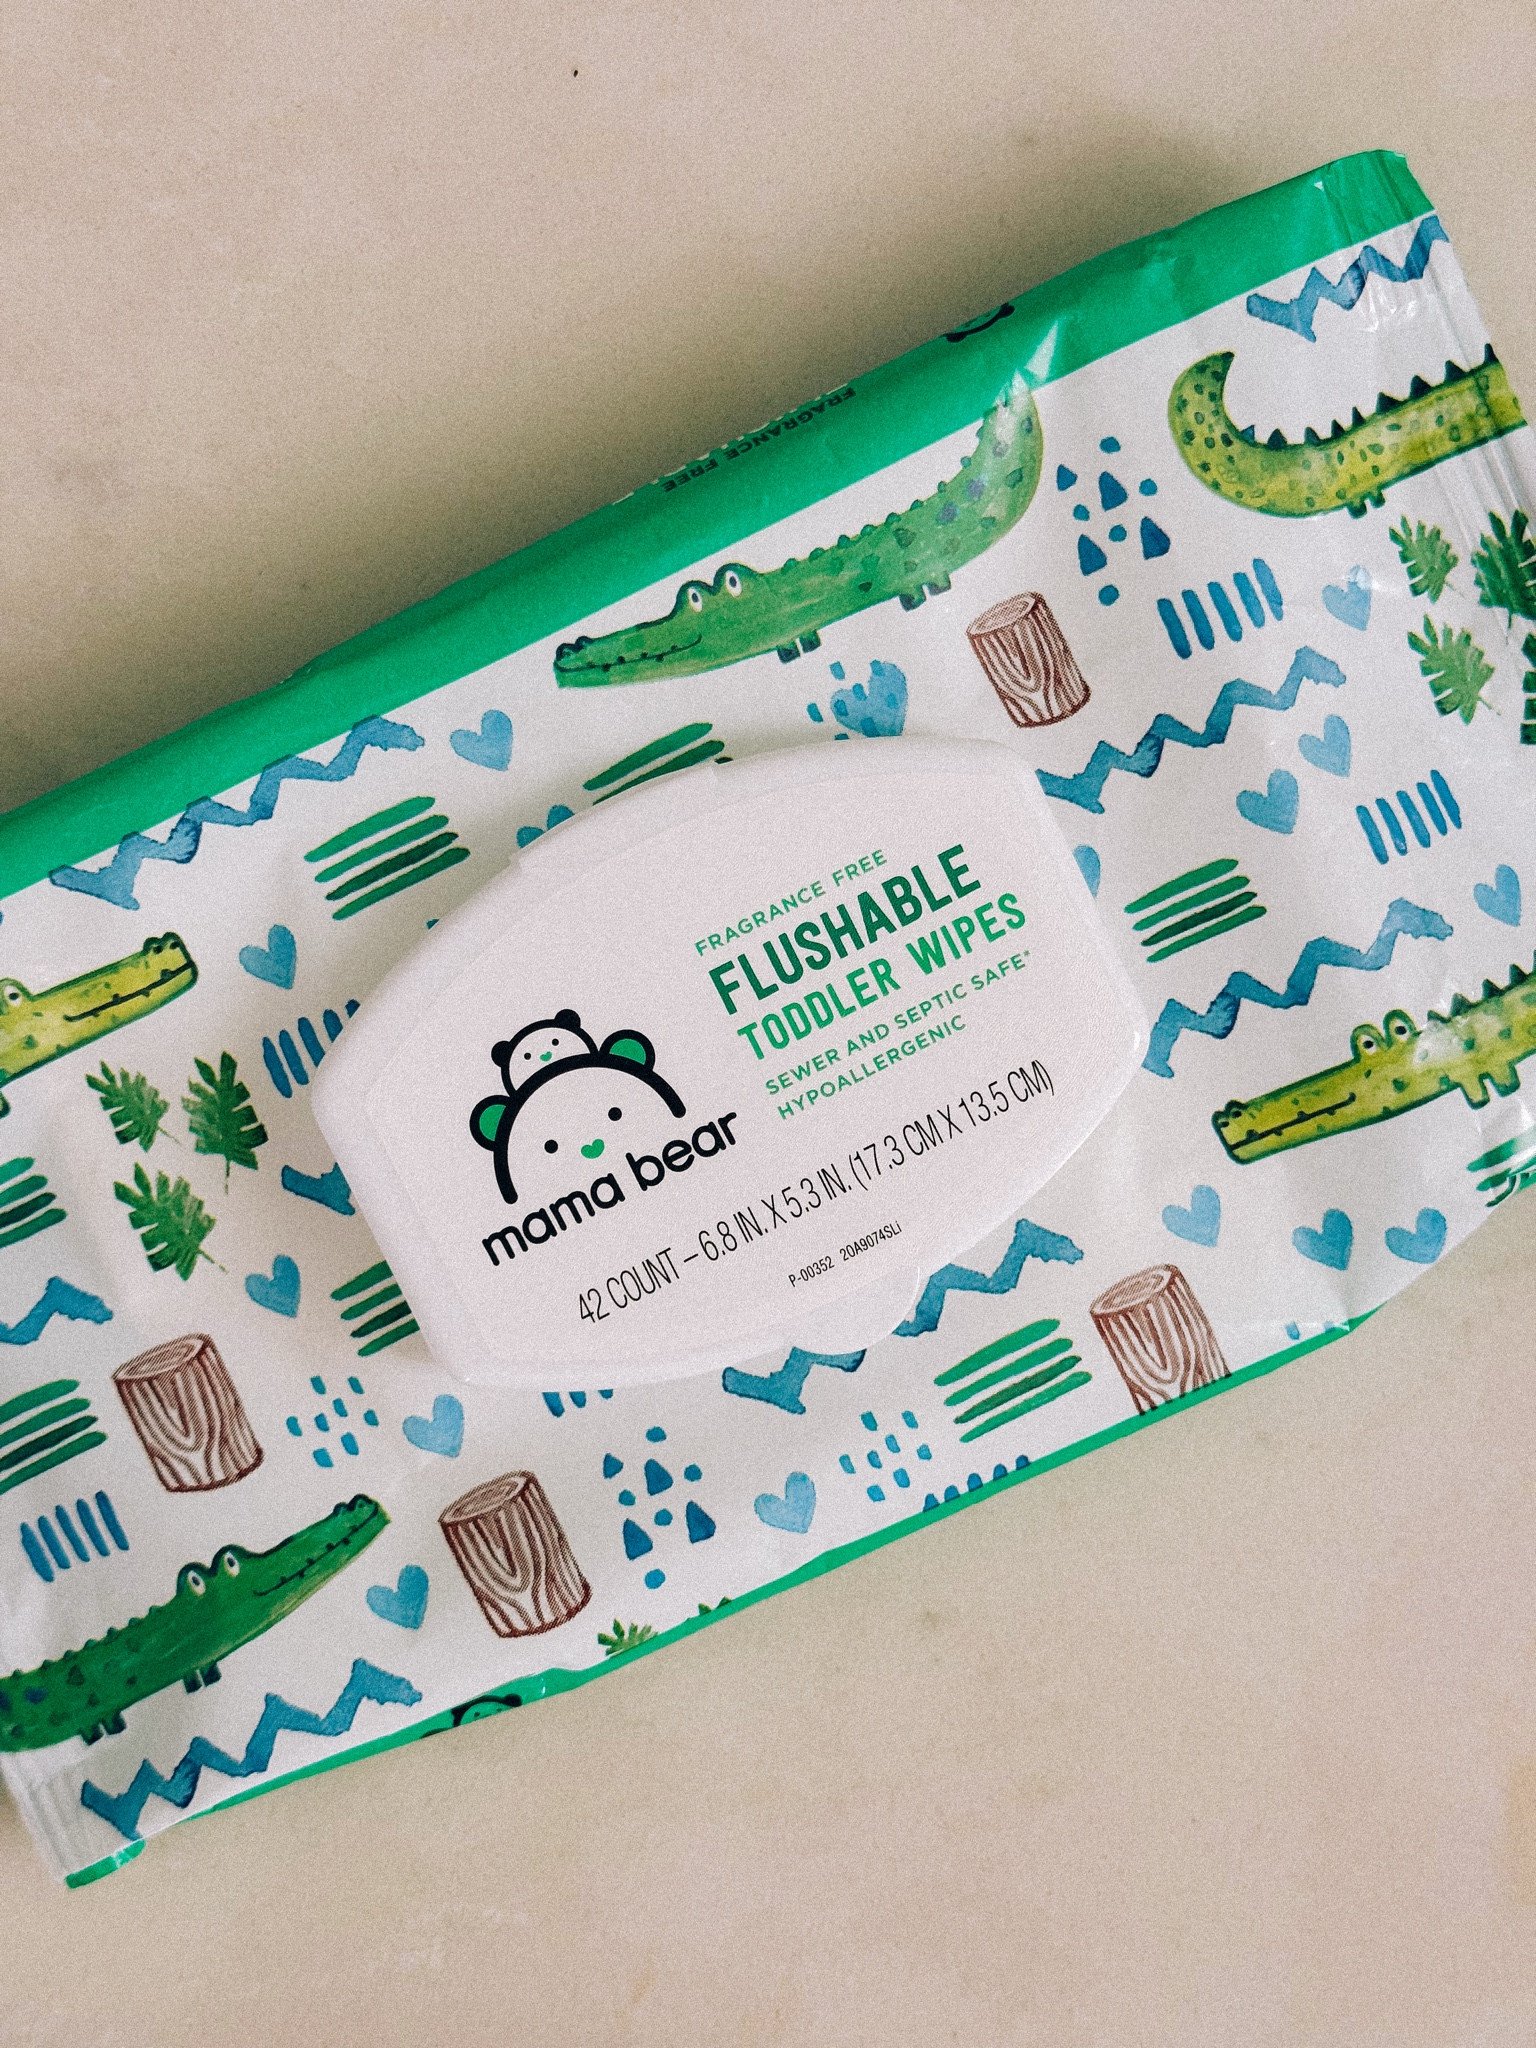 FRAGRANCE FREE
FRAGRANCE FREE
FLUSHABLE
TODDLER WIPES
SEWER AND SEPTIC SAFE*
HYPOALLERGENIC
mama bear
42 COUNT – 6.8 IN. X 5.3 IN. (17.3 CM X 13.5 CM)
P-00352 20A9074SLi